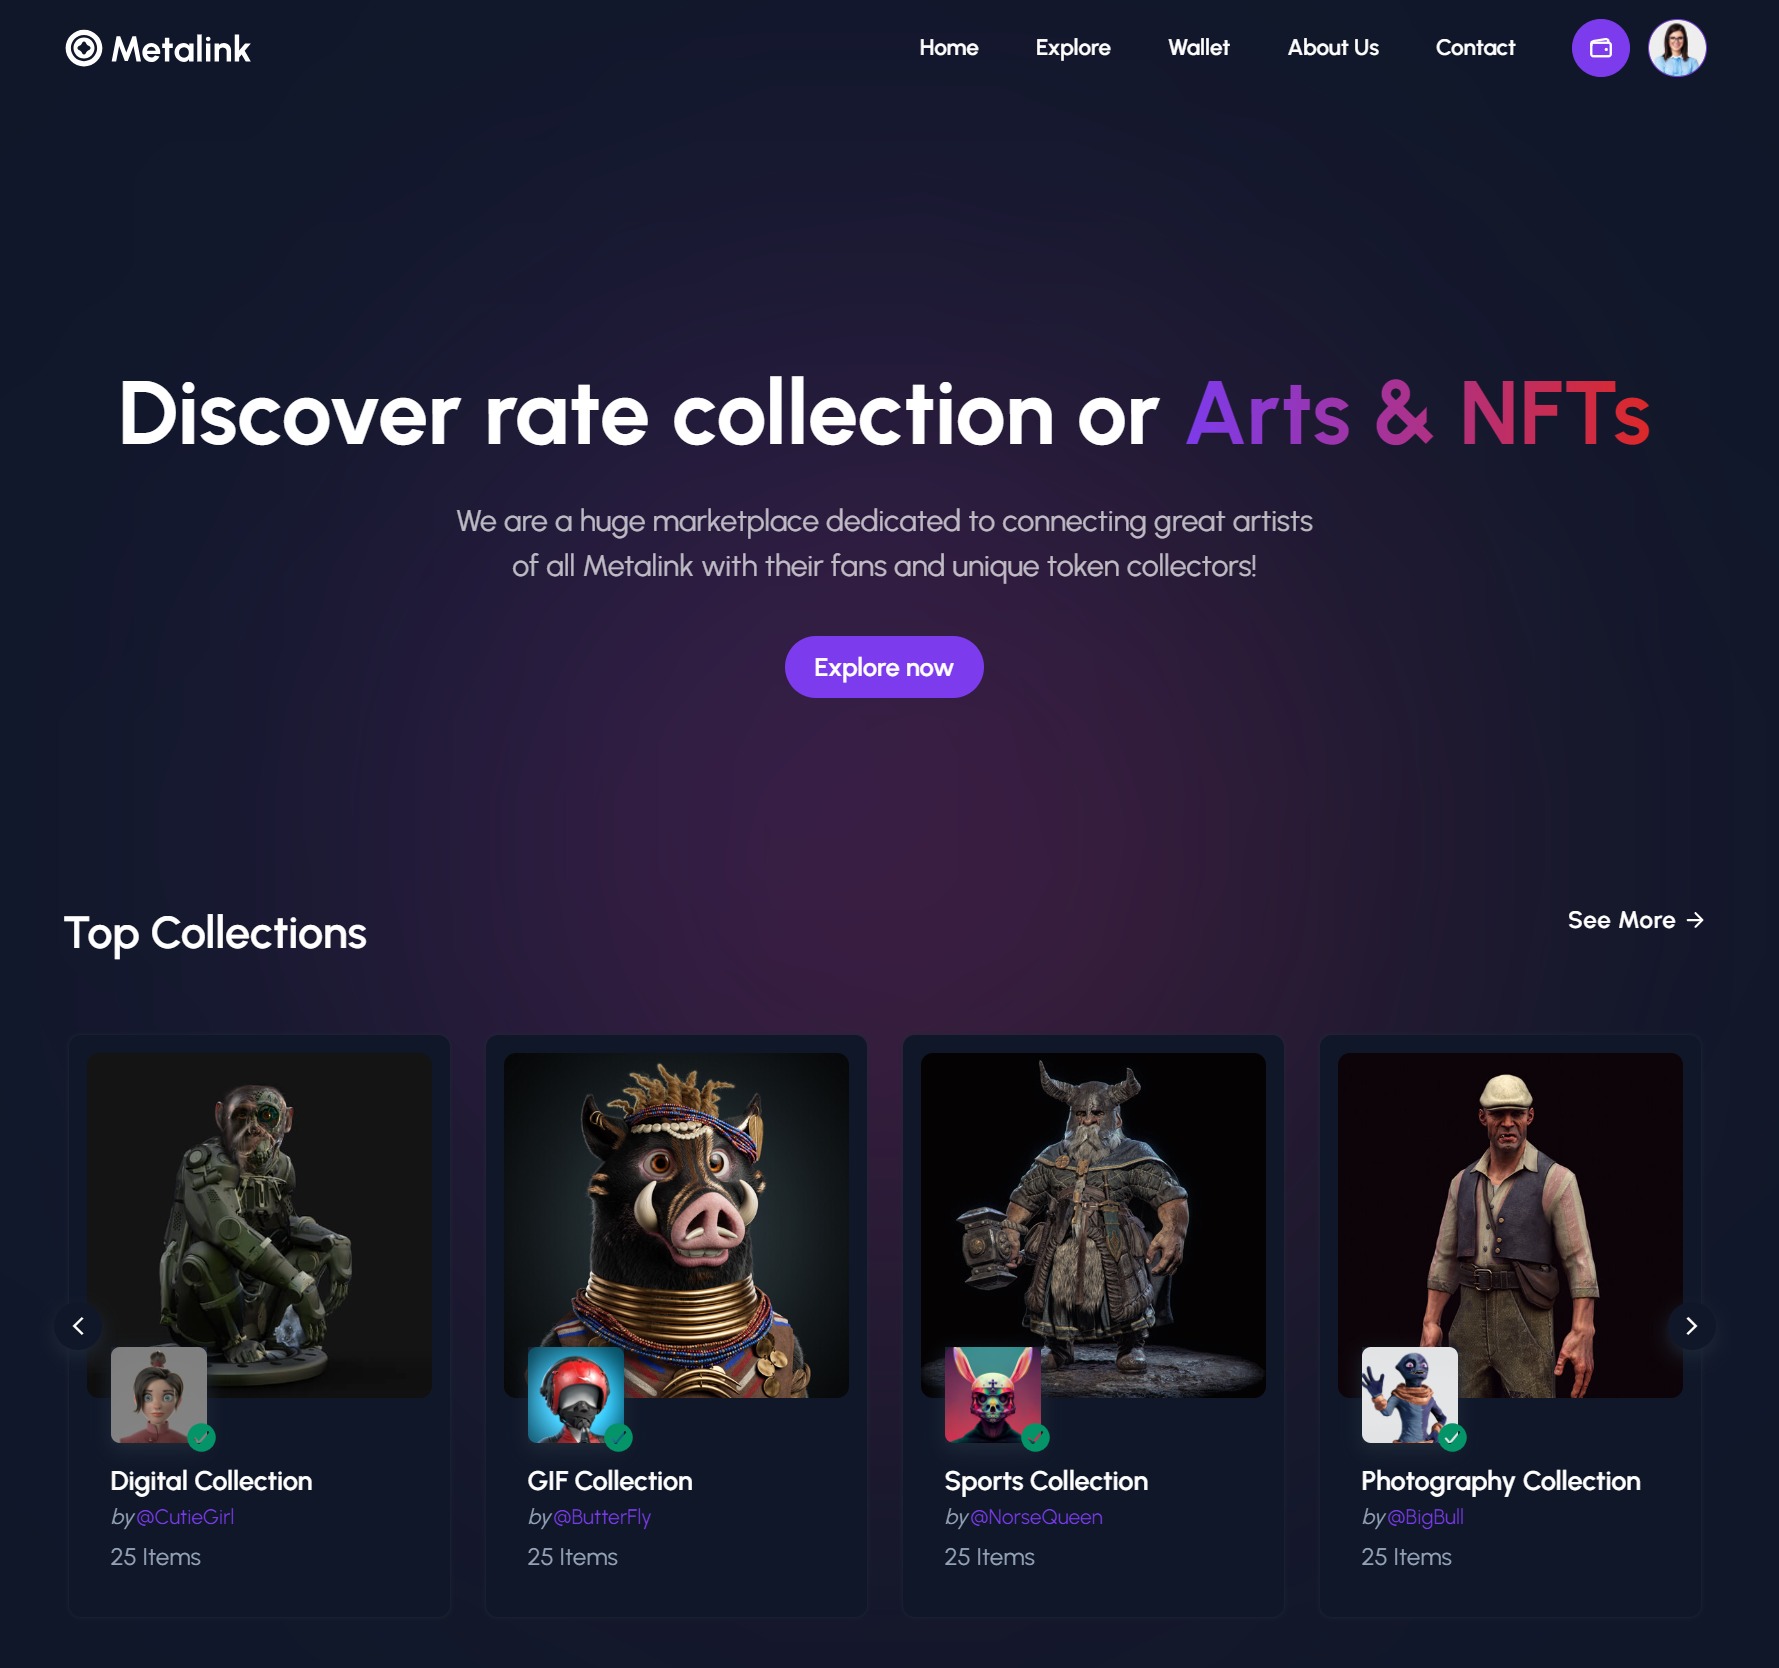 Metalink
Home Explore Wallet About Us Contact
Discover rate collection or Arts & NFTs
We are a huge marketplace dedicated to connecting great artists
of all Metalink with their fans and unique token collectors!
Explore now
Top Collections
See More →
Digital Collection
by @CutieGirl
25 Items
GIF Collection
by @ButterFly
25 Items
Sports Collection
by @NorseQueen
25 Items
Photography Collection
by @BigBull
25 Items